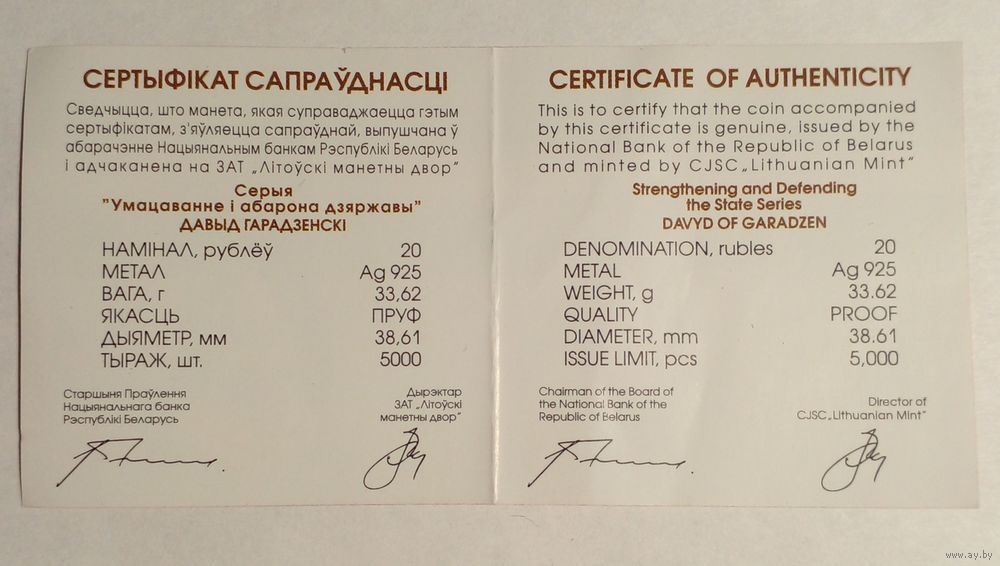 СЕРТЫФІКАТ САПРАЎДНАСЦІ
Сведчыцца, што манета, якая суправаджаецца гэтым
сертыфікатам, з'яўляецца сапраўднай, выпушчана ў
абарачэнне Нацыянальным банкам Рэспублікі Беларусь
і адчаканена на ЗАТ „Літоўскі манетны двор"
Серыя
"Умацаванне і абарона дзяржавы"
ДАВЫД ГАРАДЗЕНСКІ
НАМІНАЛ, рублёў 20
МЕТАЛ Ag 925
ВАГА, г 33,62
ЯКАСЦЬ ПРУФ
ДЫЯМЕТР, мм 38,61
ТЫРАЖ, шт. 5000
Старшыня Праўлення
Нацыянальнага банка
Рэспублікі Беларусь
Дырэктар
ЗАТ „Літоўскі
манетны двор"
CERTIFICATE OF AUTHENTICITY
This is to certify that the coin accompanied
by this certificate is genuine, issued by the
National Bank of the Republic of Belarus
and minted by CJSC „Lithuanian Mint"
Strengthening and Defending
the State Series
DAVYD OF GARADZEN
DENOMINATION, rubles 20
METAL Ag 925
WEIGHT, g 33.62
QUALITY PROOF
DIAMETER, mm 38.61
ISSUE LIMIT, pcs 5,000
Chairman of the Board of
the National Bank of the
Republic of Belarus
Director of
CJSC „Lithuanian Mint"
www.ay.by